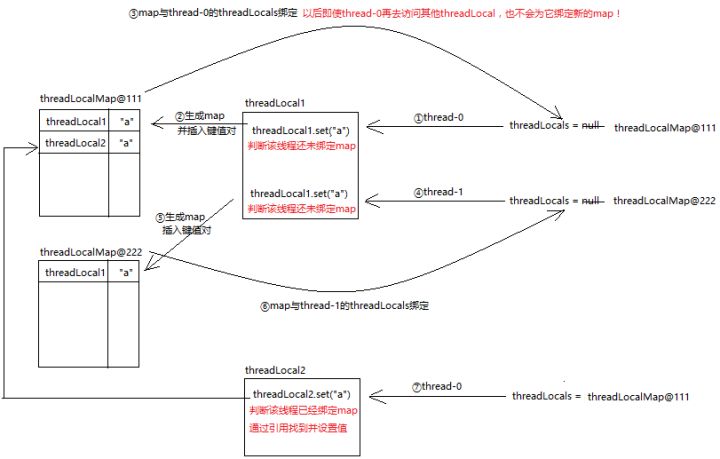 ③map与thread-0的threadLocals绑定 以后即使thread-0再去访问其他threadLocal，也不会为它绑定新的map！
threadLocalMap@111
threadLocal1 "a"
threadLocal2 "a"
②生成map
并插入键值对
threadLocal1
threadLocal1.set("a")
判断该线程还未绑定map
①thread-0
threadLocals = null threadLocalMap@111
threadLocal1.set("a")
判断该线程还未绑定map
④thread-1
threadLocals = null threadLocalMap@222
⑤生成map
插入键值对
threadLocalMap@222
threadLocal1 "a"
⑥map与thread-1的threadLocals绑定
threadLocal2
threadLocal2.set("a")
判断该线程已经绑定map
通过引用找到并设置值
⑦thread-0
threadLocals = threadLocalMap@111